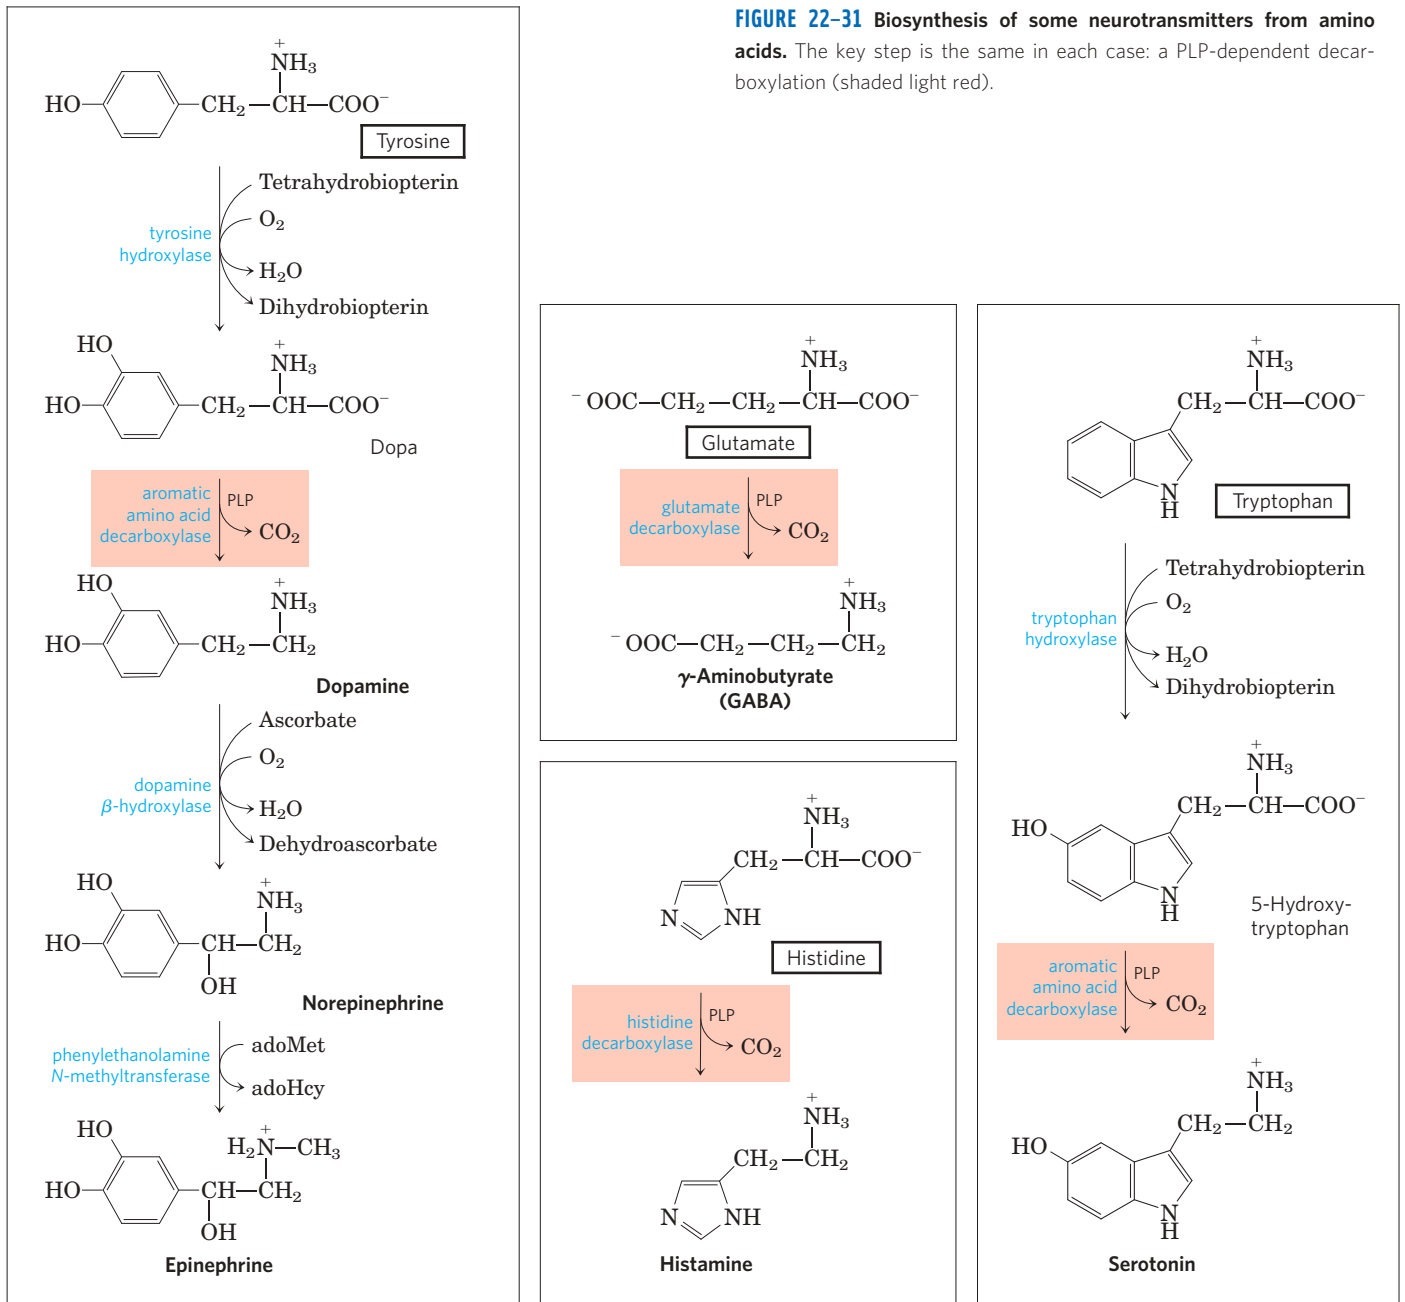 FIGURE 22–31 Biosynthesis of some neurotransmitters from amino
acids. The key step is the same in each case: a PLP-dependent decar-
boxylation (shaded light red).
+
NH₃
HO CH₂—CH—COO⁻
Tyrosine
Tetrahydrobiopterin
O₂
tyrosine
hydroxylase
H₂O
Dihydrobiopterin
HO
+
NH₃
HO CH₂—CH—COO⁻
Dopa
aromatic
amino acid
decarboxylase
PLP
CO₂
HO
+
NH₃
HO CH₂—CH₂
Dopamine
Ascorbate
O₂
dopamine
β-hydroxylase
H₂O
Dehydroascorbate
HO
+
NH₃
HO CH—CH₂
OH
Norepinephrine
phenylethanolamine
N-methyltransferase
adoMet
adoHcy
HO
+
H₂N—CH₃
HO CH—CH₂
OH
Epinephrine
+
NH₃
⁻OOC—CH₂—CH₂—CH—COO⁻
Glutamate
glutamate
decarboxylase
PLP
CO₂
+
NH₃
⁻OOC—CH₂—CH₂—CH₂
γ-Aminobutyrate
(GABA)
+
NH₃
CH₂—CH—COO⁻
N NH
Histidine
histidine
decarboxylase
PLP
CO₂
+
NH₃
CH₂—CH₂
N NH
Histamine
+
NH₃
CH₂—CH—COO⁻
N
H
Tryptophan
Tetrahydrobiopterin
O₂
tryptophan
hydroxylase
H₂O
Dihydrobiopterin
+
NH₃
CH₂—CH—COO⁻
HO
N
H
5-Hydroxy-
tryptophan
aromatic
amino acid
decarboxylase
PLP
CO₂
+
NH₃
CH₂—CH₂
HO
N
H
Serotonin